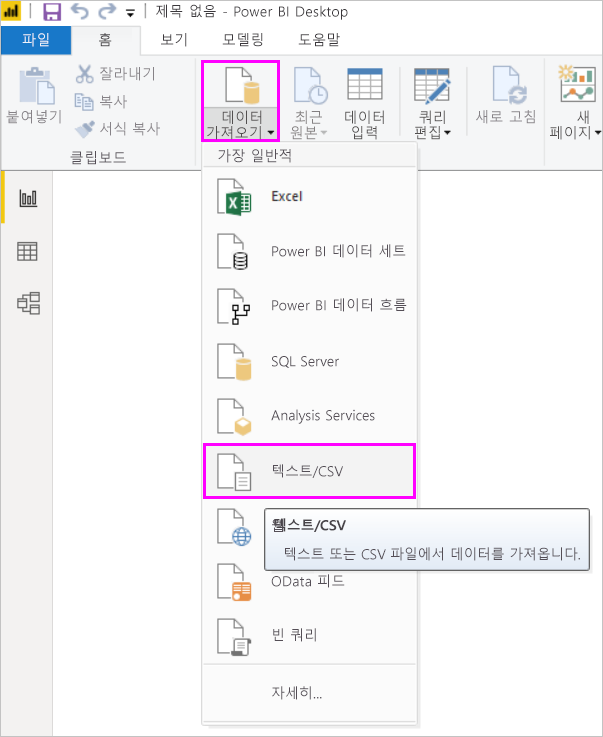 제목 없음 - Power BI Desktop
파일 홈 보기 모델링 도움말
붙여넣기
잘라내기
복사
서식 복사
클립보드
데이터
가져오기
최근
원본
데이터
입력
쿼리
편집
새로 고침
새
페이지
가장 일반적
Excel
Power BI 데이터 세트
Power BI 데이터 흐름
SQL Server
Analysis Services
텍스트/CSV
텍스트/CSV
텍스트 또는 CSV 파일에서 데이터를 가져옵니다.
OData 피드
빈 쿼리
자세히...